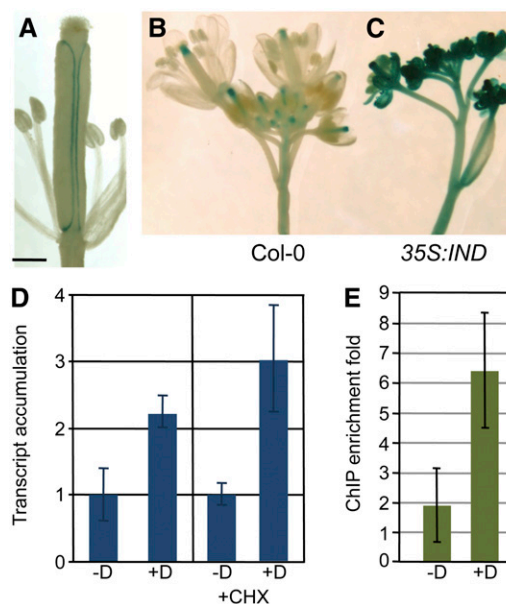 A
B
C
Col-0
35S:IND
D
Transcript accumulation
4
3
2
1
0
-D
+D
-D
+D
+CHX
E
ChIP enrichment fold
9
8
7
6
5
4
3
2
1
0
-D
+D